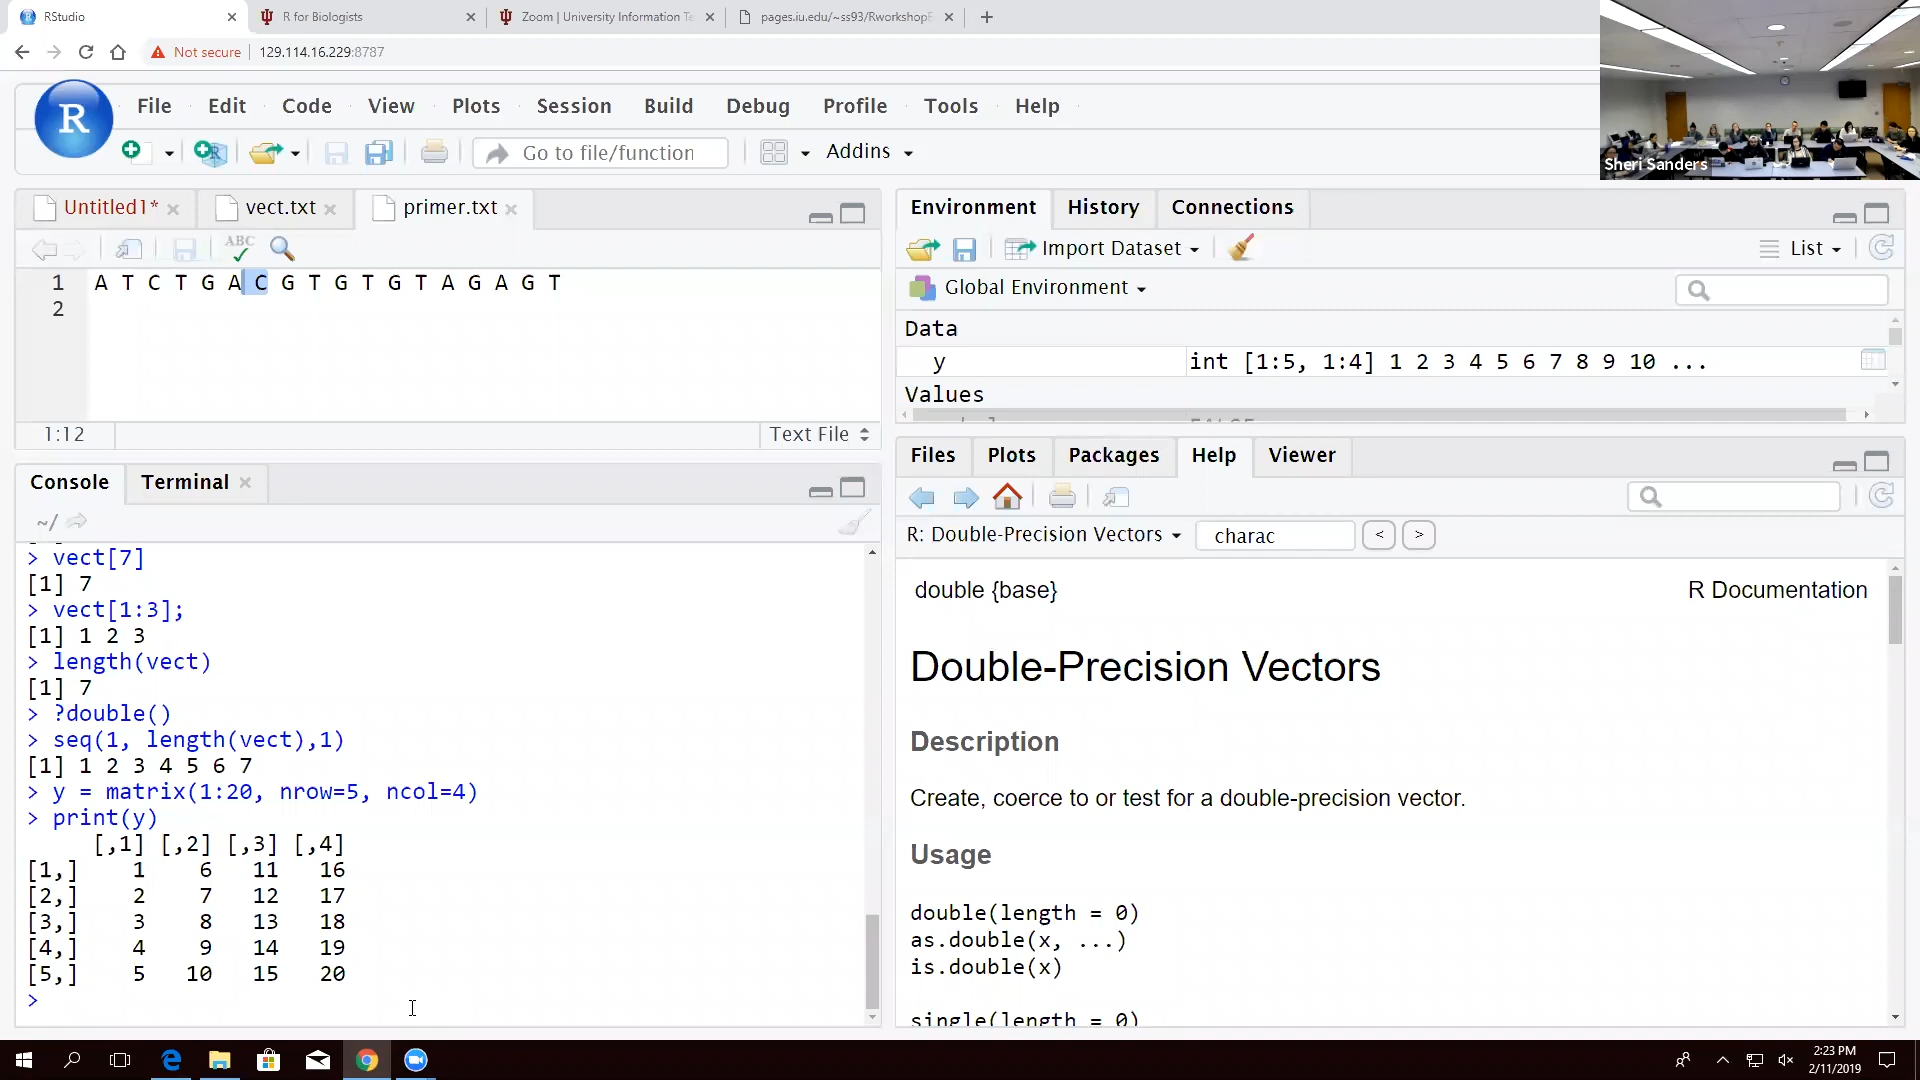 RStudio
R for Biologists
Zoom | University Information Te
pages.iu.edu/~ss93/RworkshopE
Not secure
129.114.16.229:8787
R
File
Edit
Code
View
Plots
Session
Build
Debug
Profile
Tools
Help
Go to file/function
Addins
Sheri Sanders
Untitled1*
vect.txt
primer.txt
ABC
1 A T C T G A C G T G T G T A G A G T
2
1:12
Text File
Environment
History
Connections
Import Dataset
List
Global Environment
Data
y int [1:5, 1:4] 1 2 3 4 5 6 7 8 9 10 ...
Values
Console
Terminal
~/
> vect[7]
[1] 7
> vect[1:3];
[1] 1 2 3
> length(vect)
[1] 7
> ?double()
> seq(1, length(vect),1)
[1] 1 2 3 4 5 6 7
> y = matrix(1:20, nrow=5, ncol=4)
> print(y)
[,1] [,2] [,3] [,4]
[1,] 1 6 11 16
[2,] 2 7 12 17
[3,] 3 8 13 18
[4,] 4 9 14 19
[5,] 5 10 15 20
>
Files
Plots
Packages
Help
Viewer
R: Double-Precision Vectors
charac
<
>
double {base}
R Documentation
Double-Precision Vectors
Description
Create, coerce to or test for a double-precision vector.
Usage
double(length = 0)
as.double(x, ...)
is.double(x)
single(length = 0)
2:23 PM
2/11/2019